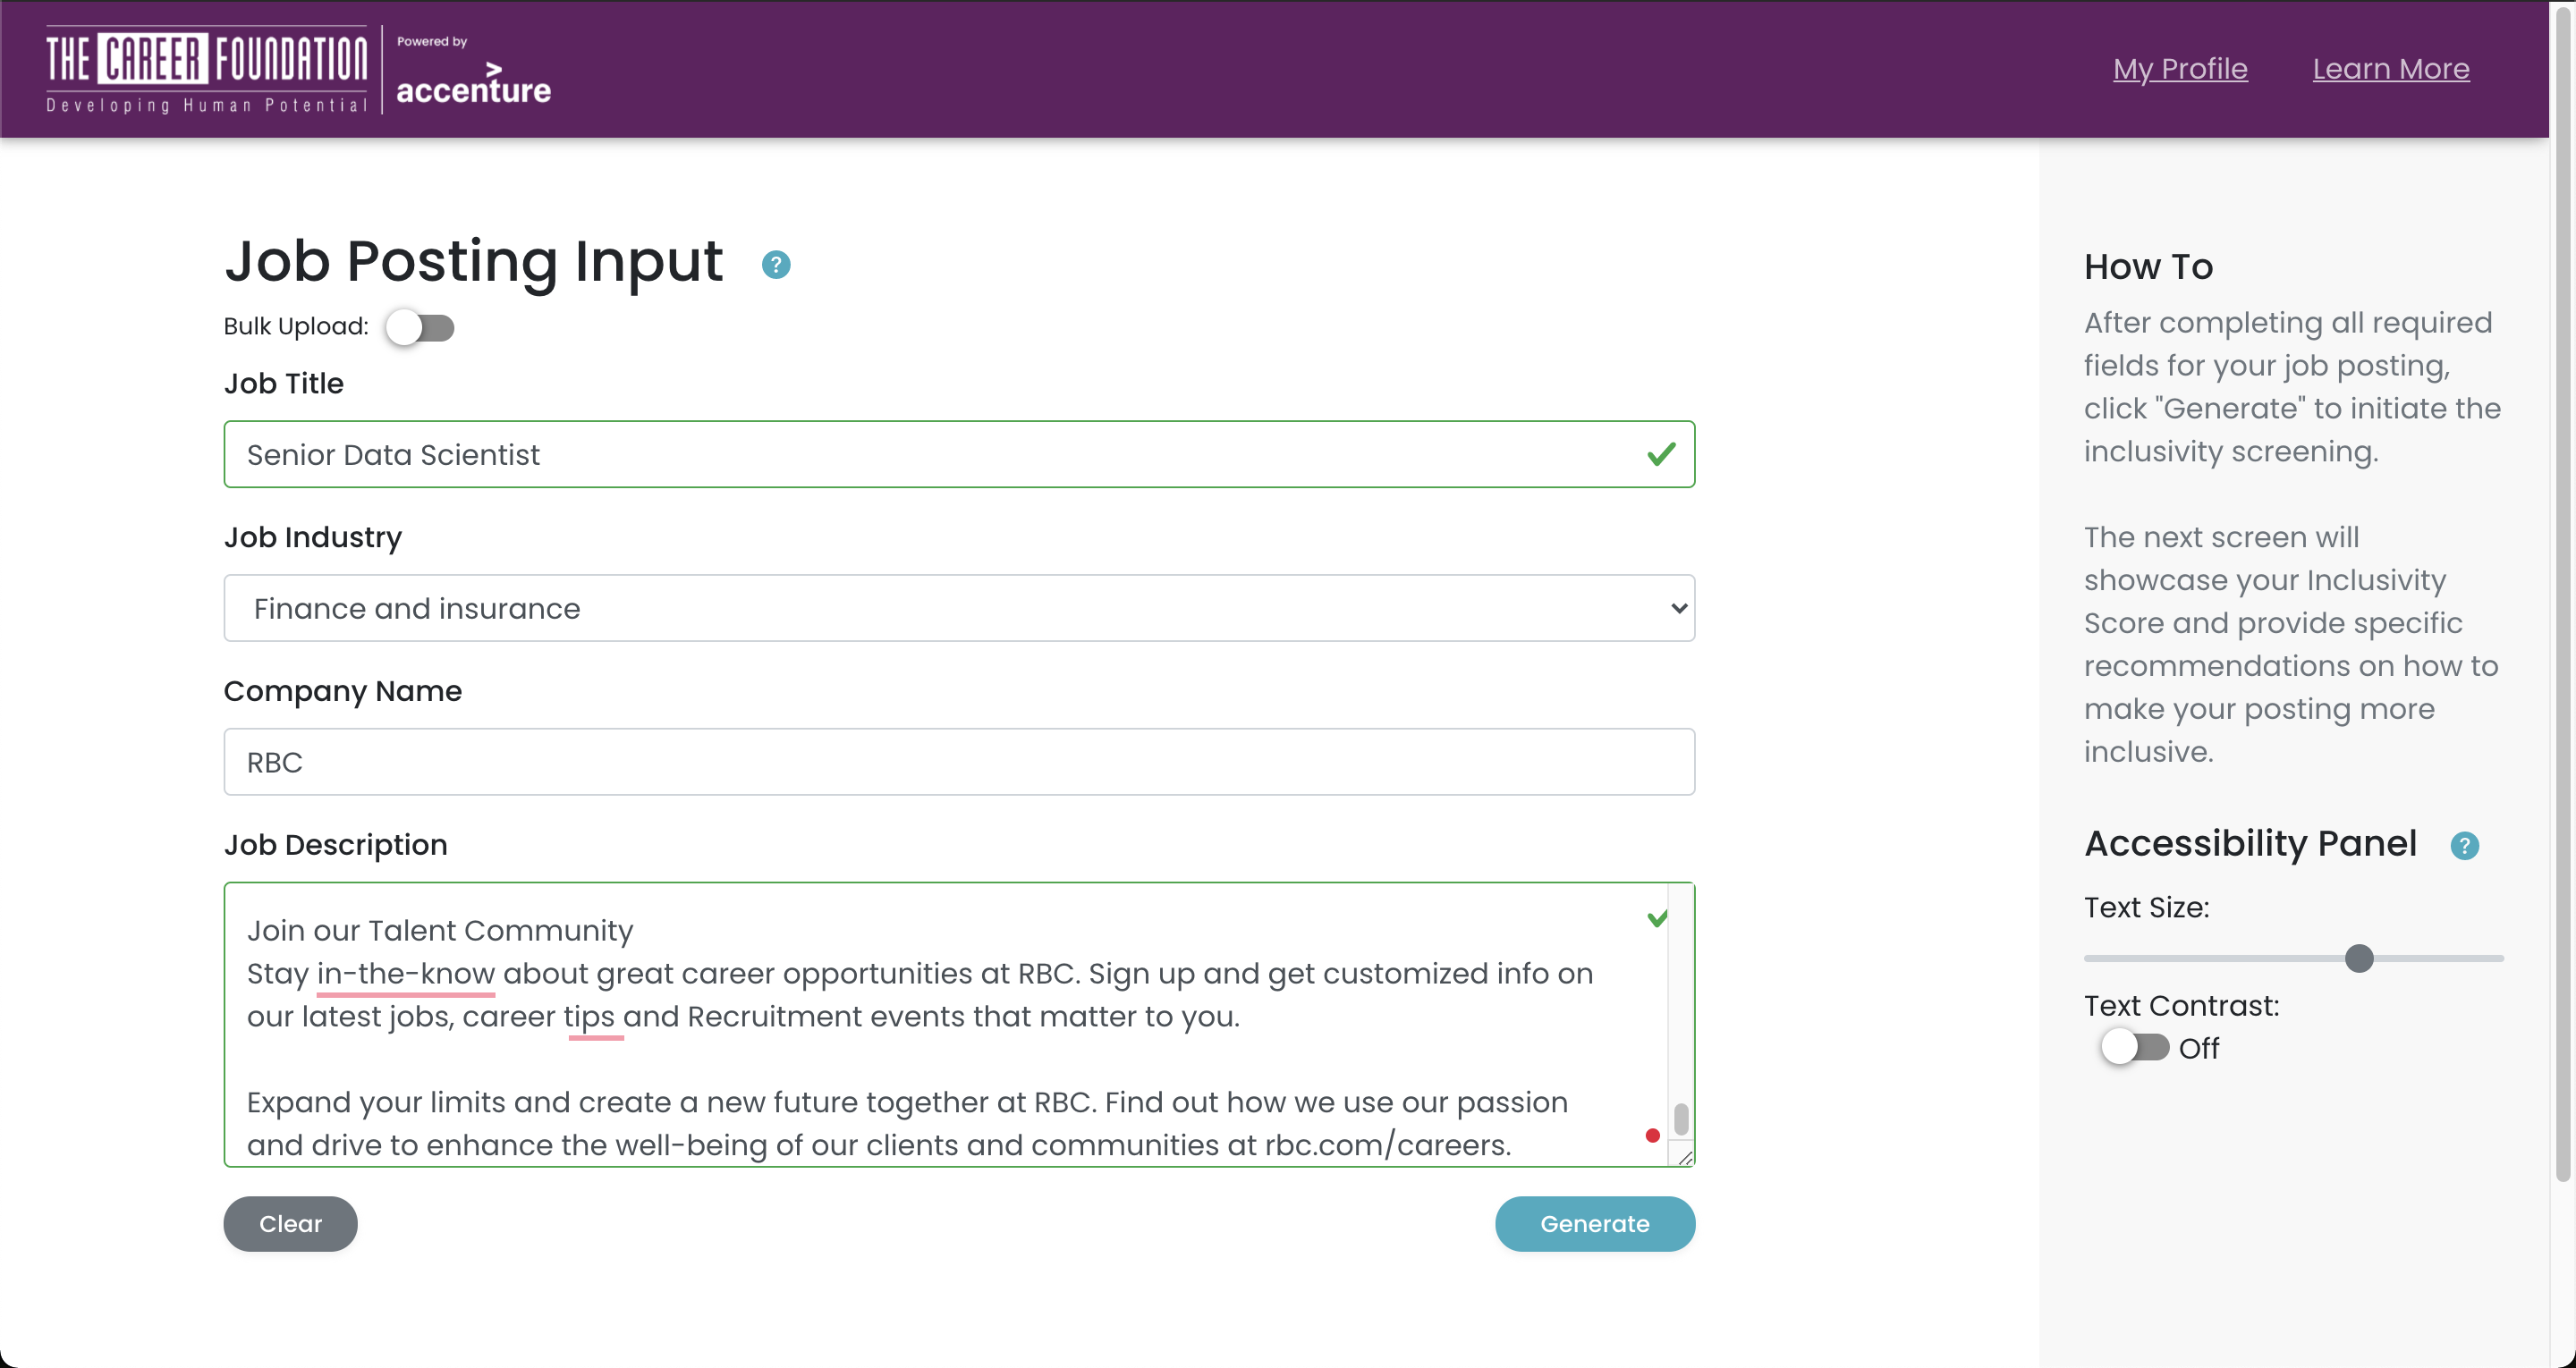 THE CAREER FOUNDATION
Developing Human Potential
Powered by
accenture
My Profile
Learn More
Job Posting Input
?
Bulk Upload:
Job Title
Senior Data Scientist
Job Industry
Finance and insurance
Company Name
RBC
Job Description
Join our Talent Community
Stay in-the-know about great career opportunities at RBC. Sign up and get customized info on
our latest jobs, career tips and Recruitment events that matter to you.
Expand your limits and create a new future together at RBC. Find out how we use our passion
and drive to enhance the well-being of our clients and communities at rbc.com/careers.
Clear
Generate
How To
After completing all required
fields for your job posting,
click "Generate" to initiate the
inclusivity screening.
The next screen will
showcase your Inclusivity
Score and provide specific
recommendations on how to
make your posting more
inclusive.
Accessibility Panel
?
Text Size:
Text Contrast:
Off